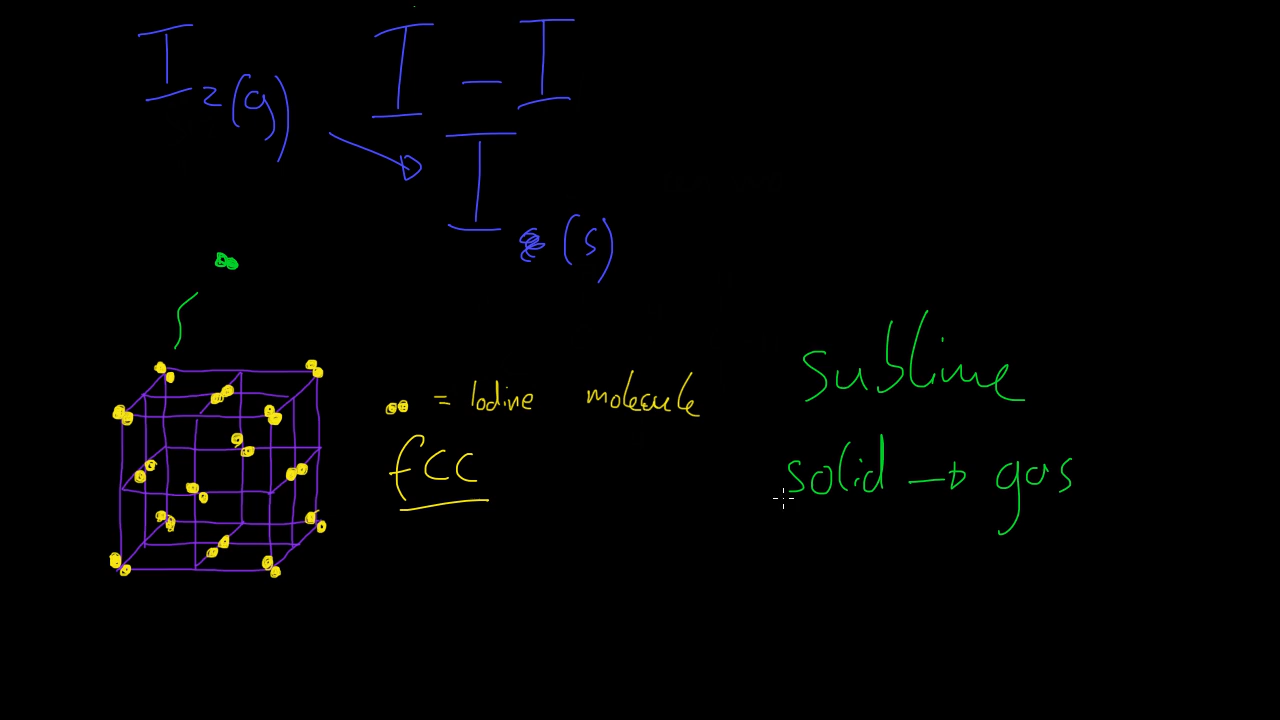 I2(g)
I - I
I2(s)
= Iodine molecule
fCC
sublime
solid → gas